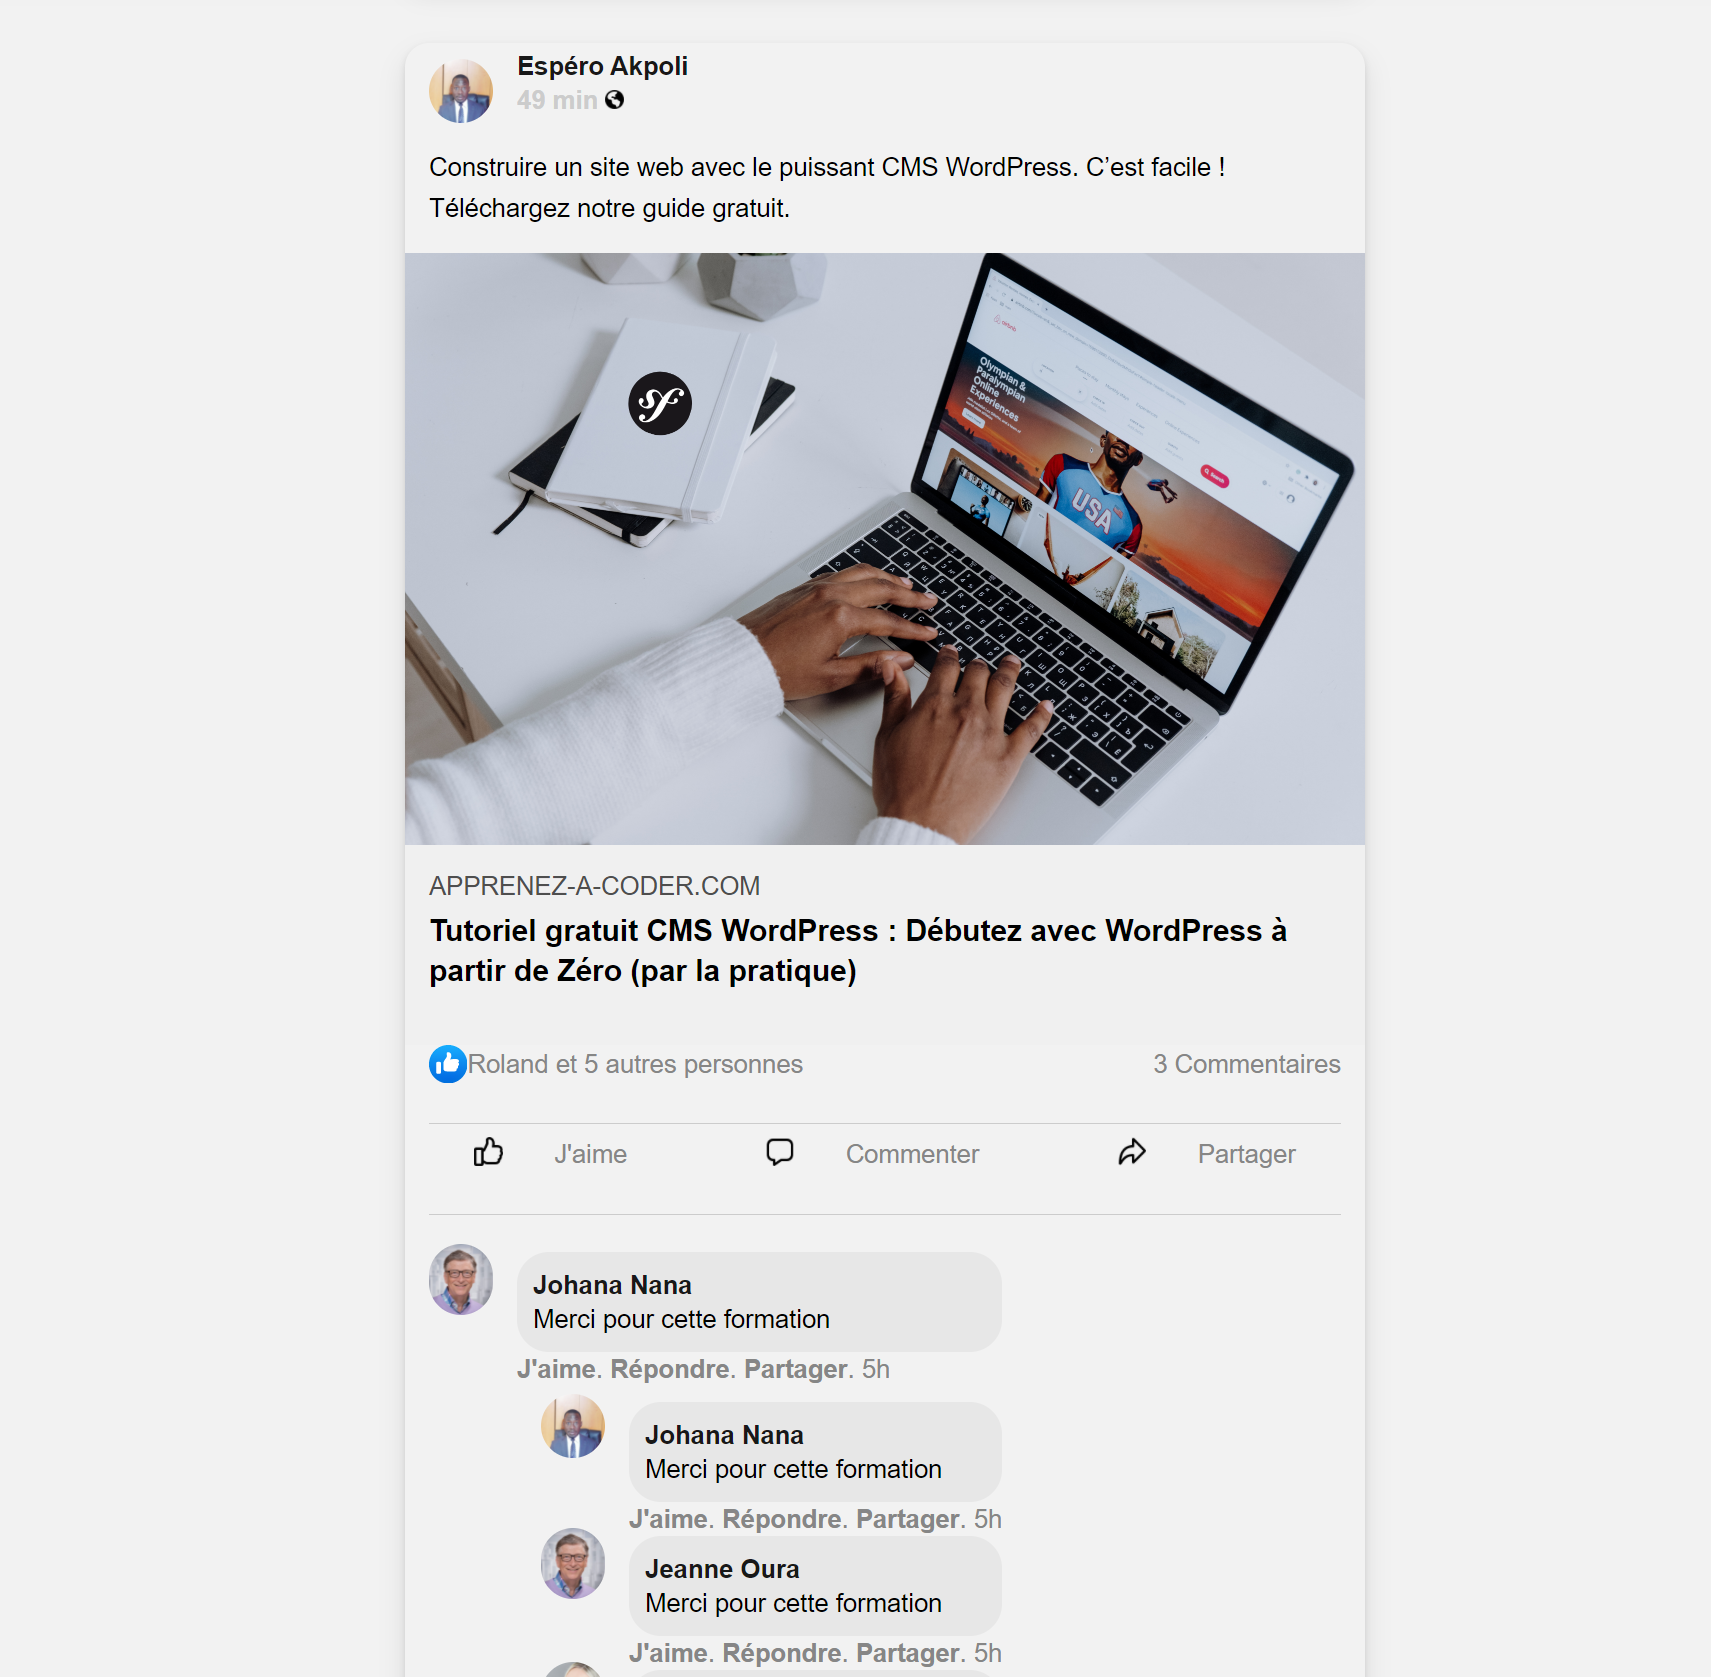 Espéro Akpoli
49 min
Construire un site web avec le puissant CMS WordPress. C’est facile !
Téléchargez notre guide gratuit.
sf
airbnb
Olympian &
Paralympian
Online
Experiences
Search
USA
APPRENEZ-A-CODER.COM
Tutoriel gratuit CMS WordPress : Débutez avec WordPress à
partir de Zéro (par la pratique)
Roland et 5 autres personnes
3 Commentaires
J'aime
Commenter
Partager
Johana Nana
Merci pour cette formation
J'aime. Répondre. Partager. 5h
Johana Nana
Merci pour cette formation
J'aime. Répondre. Partager. 5h
Jeanne Oura
Merci pour cette formation
J'aime. Répondre. Partager. 5h